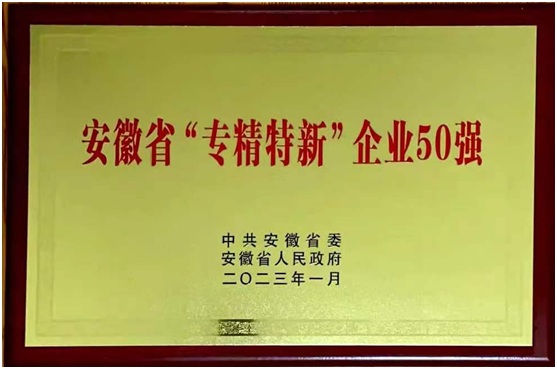 安徽省“专精特新”企业50强
中共安徽省委
安徽省人民政府
二〇二三年一月